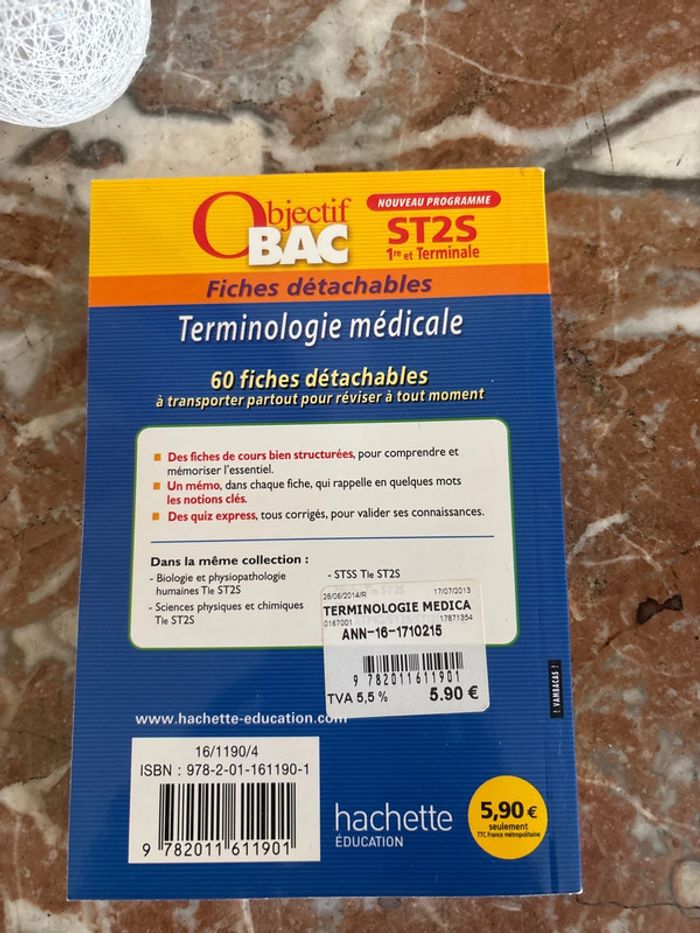 Objectif
BAC
NOUVEAU PROGRAMME
ST2S
1re et Terminale
Fiches détachables
Terminologie médicale
60 fiches détachables
à transporter partout pour réviser à tout moment
Des fiches de cours bien structurées, pour comprendre et
mémoriser l'essentiel.
Un mémo, dans chaque fiche, qui rappelle en quelques mots
les notions clés.
Des quiz express, tous corrigés, pour valider ses connaissances.
Dans la même collection :
- Biologie et physiopathologie
humaines Tle ST2S
- Sciences physiques et chimiques
Tle ST2S
- STSS Tle ST2S
28/06/2014/R 17/07/2013
TERMINOLOGIE MEDICA
0167001 17871354
ANN-16-1710215
9 782011611901
TVA 5,5 % 5.90 €
! VAMBACAS !
www.hachette-education.com
16/1190/4
ISBN : 978-2-01-161190-1
9 782011 611901
hachette
ÉDUCATION
5,90 €
seulement
TTC France métropolitaine